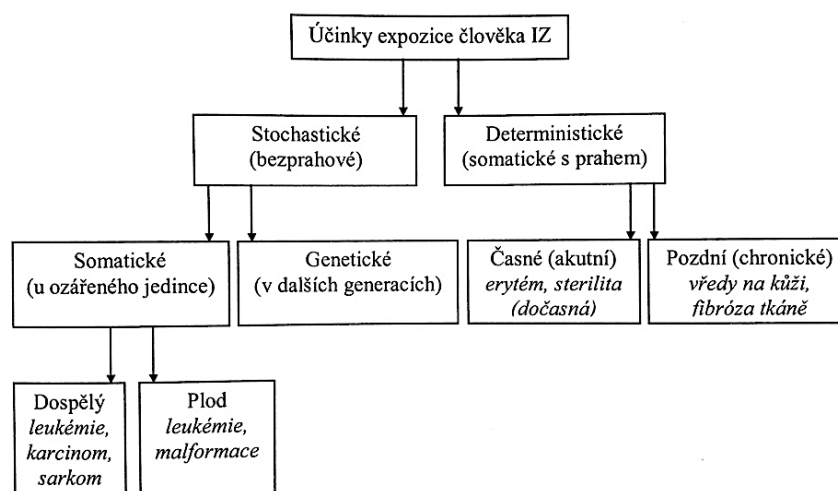 Účinky expozice člověka IZ
Stochastické
(bezprahové)
Deterministické
(somatické s prahem)
Somatické
(u ozářeného jedince)
Genetické
(v dalších generacích)
Časné (akutní)
erytém, sterilita
(dočasná)
Pozdní (chronické)
vředy na kůži,
fibróza tkáně
Dospělý
leukémie,
karcinom,
sarkom
Plod
leukémie,
malformace